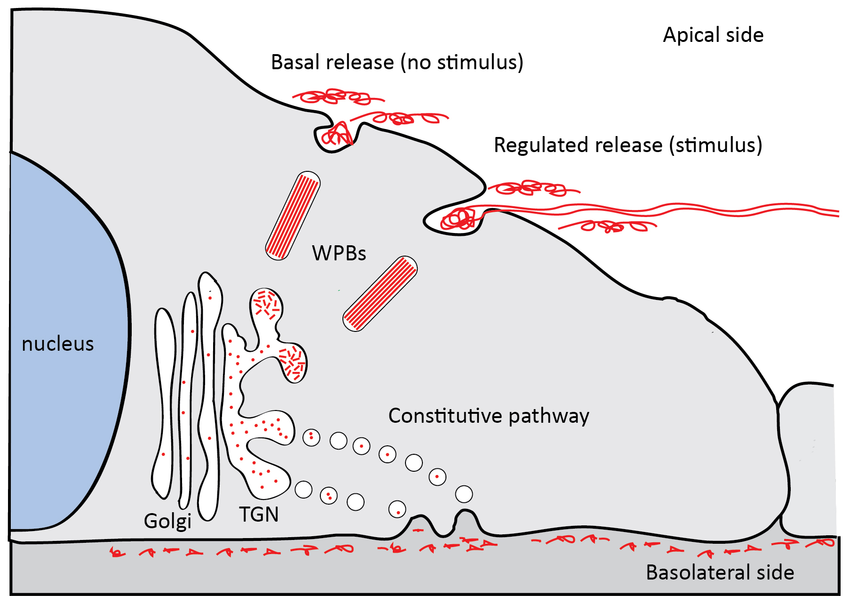 Apical side
Basal release (no stimulus)
Regulated release (stimulus)
WPBs
nucleus
Constitutive pathway
Golgi
TGN
Basolateral side